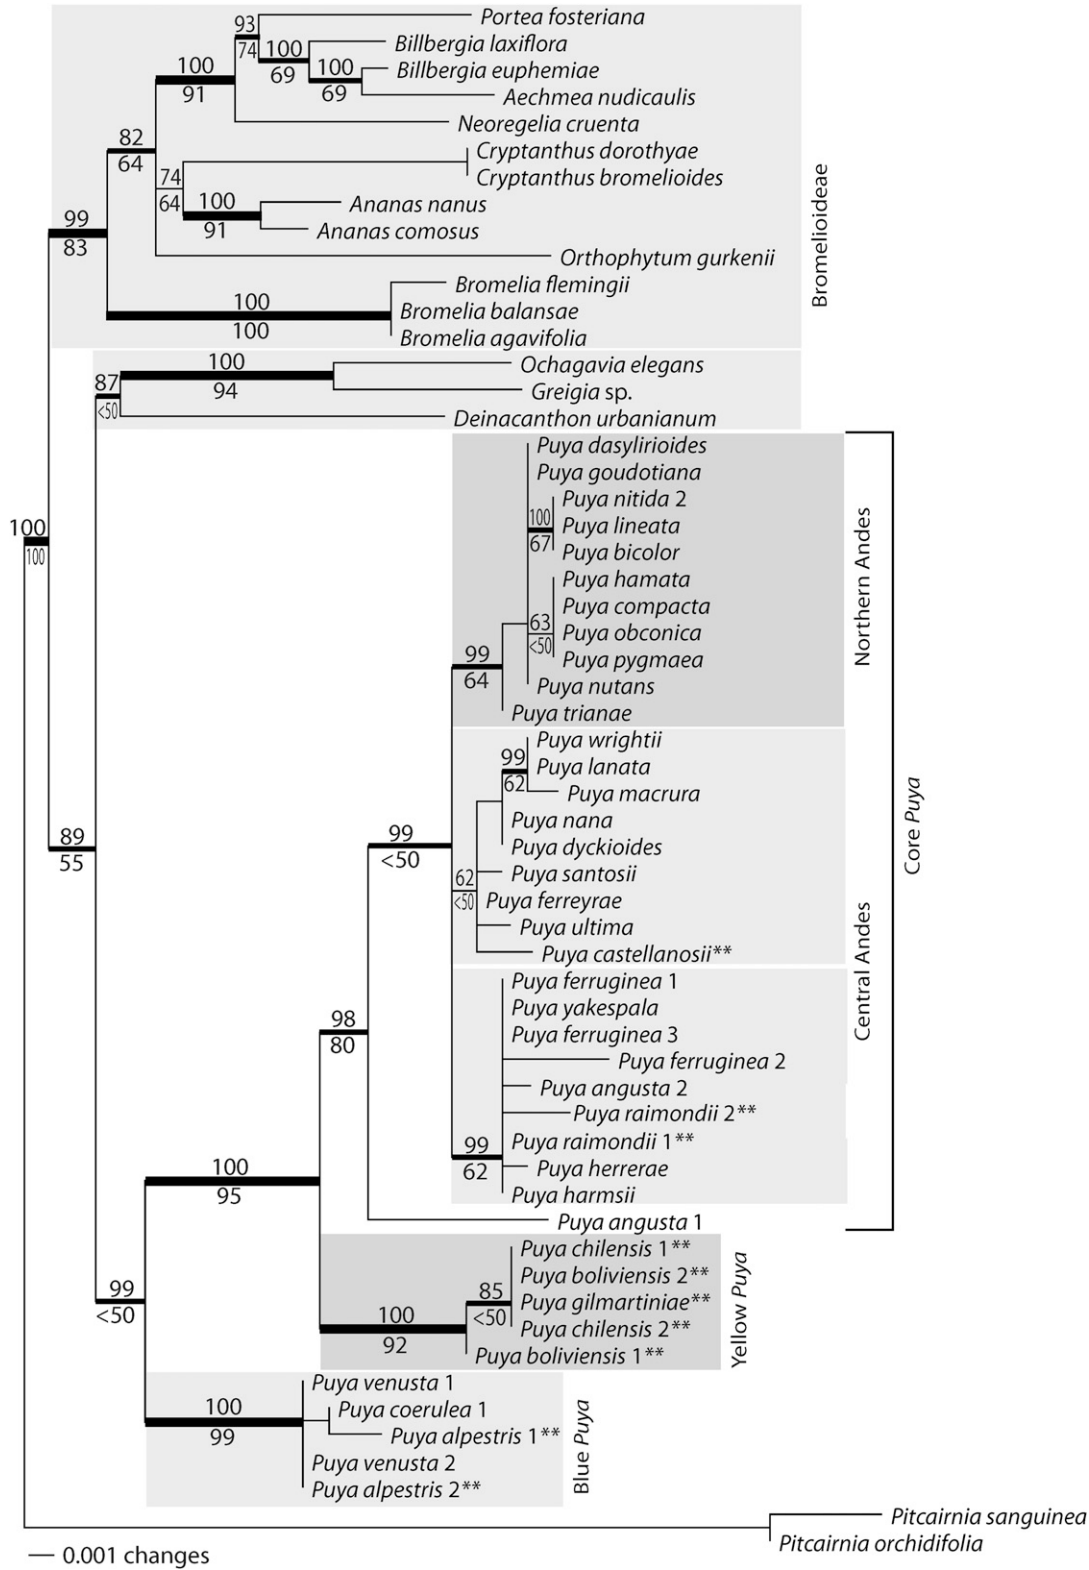 Portea fosteriana
93
74
Billbergia laxiflora
100
69
Billbergia euphemiae
100
69
Aechmea nudicaulis
100
91
Neoregelia cruenta
82
64
Cryptanthus dorothyae
Cryptanthus bromelioides
74
64
Ananas nanus
100
91
Ananas comosus
99
83
Orthophytum gurkenii
Bromelia flemingii
100
100
Bromelia balansae
Bromelia agavifolia
Bromelioideae
Ochagavia elegans
100
94
Greigia sp.
87
<50
Deinacanthon urbanianum
Puya dasylirioides
Puya goudotiana
Puya nitida 2
100
67
Puya lineata
Puya bicolor
Puya hamata
Puya compacta
63
<50
Puya obconica
Puya pygmaea
99
64
Puya nutans
Puya trianae
Northern Andes
100
100
Puya wrightii
99
62
Puya lanata
Puya macrura
Puya nana
Puya dyckioides
99
<50
62
<50
Puya santosii
Puya ferreyrae
Puya ultima
Puya castellanosii**
89
55
Core Puya
Central Andes
Puya ferruginea 1
Puya yakespala
Puya ferruginea 3
Puya ferruginea 2
98
80
Puya angusta 2
Puya raimondii 2**
Puya raimondii 1**
99
62
Puya herrerae
Puya harmsii
100
95
Puya angusta 1
Puya chilensis 1**
Puya boliviensis 2**
85
<50
Puya gilmartiniae**
Puya chilensis 2**
100
92
Puya boliviensis 1**
Yellow Puya
99
<50
Puya venusta 1
Puya coerulea 1
100
99
Puya alpestris 1**
Puya venusta 2
Puya alpestris 2**
Blue Puya
Pitcairnia sanguinea
Pitcairnia orchidifolia
0.001 changes